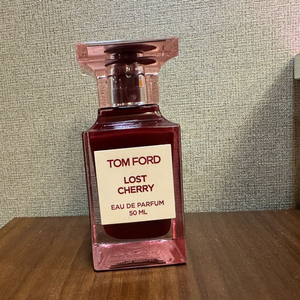 TOM FORD
LOST
CHERRY
EAU DE PARFUM
50 ML